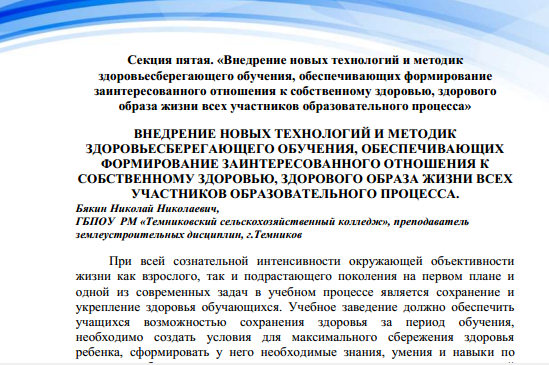 Секция пятая. «Внедрение новых технологий и методик
здоровьесберегающего обучения, обеспечивающих формирование
заинтересованного отношения к собственному здоровью, здорового
образа жизни всех участников образовательного процесса»
ВНЕДРЕНИЕ НОВЫХ ТЕХНОЛОГИЙ И МЕТОДИК
ЗДОРОВЬЕСБЕРЕГАЮЩЕГО ОБУЧЕНИЯ, ОБЕСПЕЧИВАЮЩИХ
ФОРМИРОВАНИЕ ЗАИНТЕРЕСОВАННОГО ОТНОШЕНИЯ К
СОБСТВЕННОМУ ЗДОРОВЬЮ, ЗДОРОВОГО ОБРАЗА ЖИЗНИ ВСЕХ
УЧАСТНИКОВ ОБРАЗОВАТЕЛЬНОГО ПРОЦЕССА.
Бякин Николай Николаевич,
ГБПОУ РМ «Темниковский сельскохозяйственный колледж», преподаватель
землеустроительных дисциплин, г.Темников
При всей сознательной интенсивности окружающей объективности
жизни как взрослого, так и подрастающего поколения на первом плане и
одной из современных задач в учебном процессе является сохранение и
укрепление здоровья обучающихся. Учебное заведение должно обеспечить
учащихся возможностью сохранения здоровья за период обучения,
необходимо создать условия для максимального сбережения здоровья
ребенка, сформировать у него необходимые знания, умения и навыки по